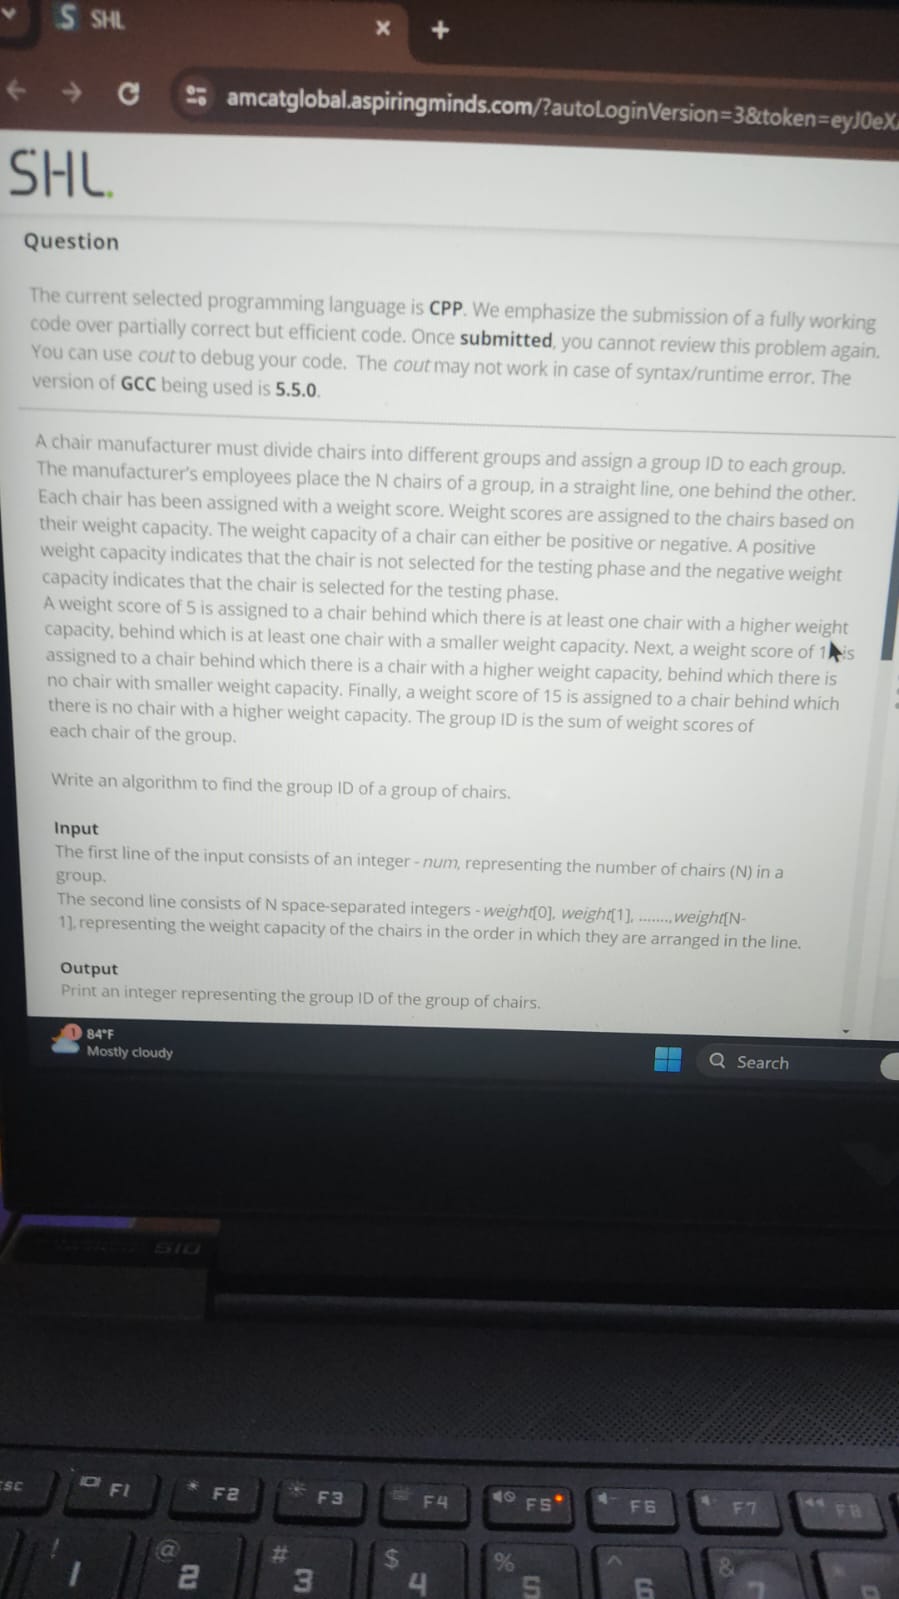 S SHL
amcatglobal.aspiringminds.com/?autoLoginVersion=3&token=eyJ0eX
SHL.
Question
The current selected programming language is CPP. We emphasize the submission of a fully working
code over partially correct but efficient code. Once submitted, you cannot review this problem again.
You can use cout to debug your code. The cout may not work in case of syntax/runtime error. The
version of GCC being used is 5.5.0.
A chair manufacturer must divide chairs into different groups and assign a group ID to each group.
The manufacturer's employees place the N chairs of a group, in a straight line, one behind the other.
Each chair has been assigned with a weight score. Weight scores are assigned to the chairs based on
their weight capacity. The weight capacity of a chair can either be positive or negative. A positive
weight capacity indicates that the chair is not selected for the testing phase and the negative weight
capacity indicates that the chair is selected for the testing phase.
A weight score of 5 is assigned to a chair behind which there is at least one chair with a higher weight
capacity, behind which is at least one chair with a smaller weight capacity. Next, a weight score of is
assigned to a chair behind which there is a chair with a higher weight capacity, behind which there is
no chair with smaller weight capacity. Finally, a weight score of 15 is assigned to a chair behind which
there is no chair with a higher weight capacity. The group ID is the sum of weight scores of
each chair of the group.
Write an algorithm to find the group ID of a group of chairs.
Input
The first line of the input consists of an integer - num, representing the number of chairs (N) in a
group.
The second line consists of N space-separated integers - weight[0], weight[1], ........,weight[N-
1], representing the weight capacity of the chairs in the order in which they are arranged in the line.
Output
Print an integer representing the group ID of the group of chairs.
1
84°F
Mostly cloudy
Search
F1 F2 F3 F4 F5 F6 F7 F8
! @ # $ % ^ &
1 2 3 4 5 6 7